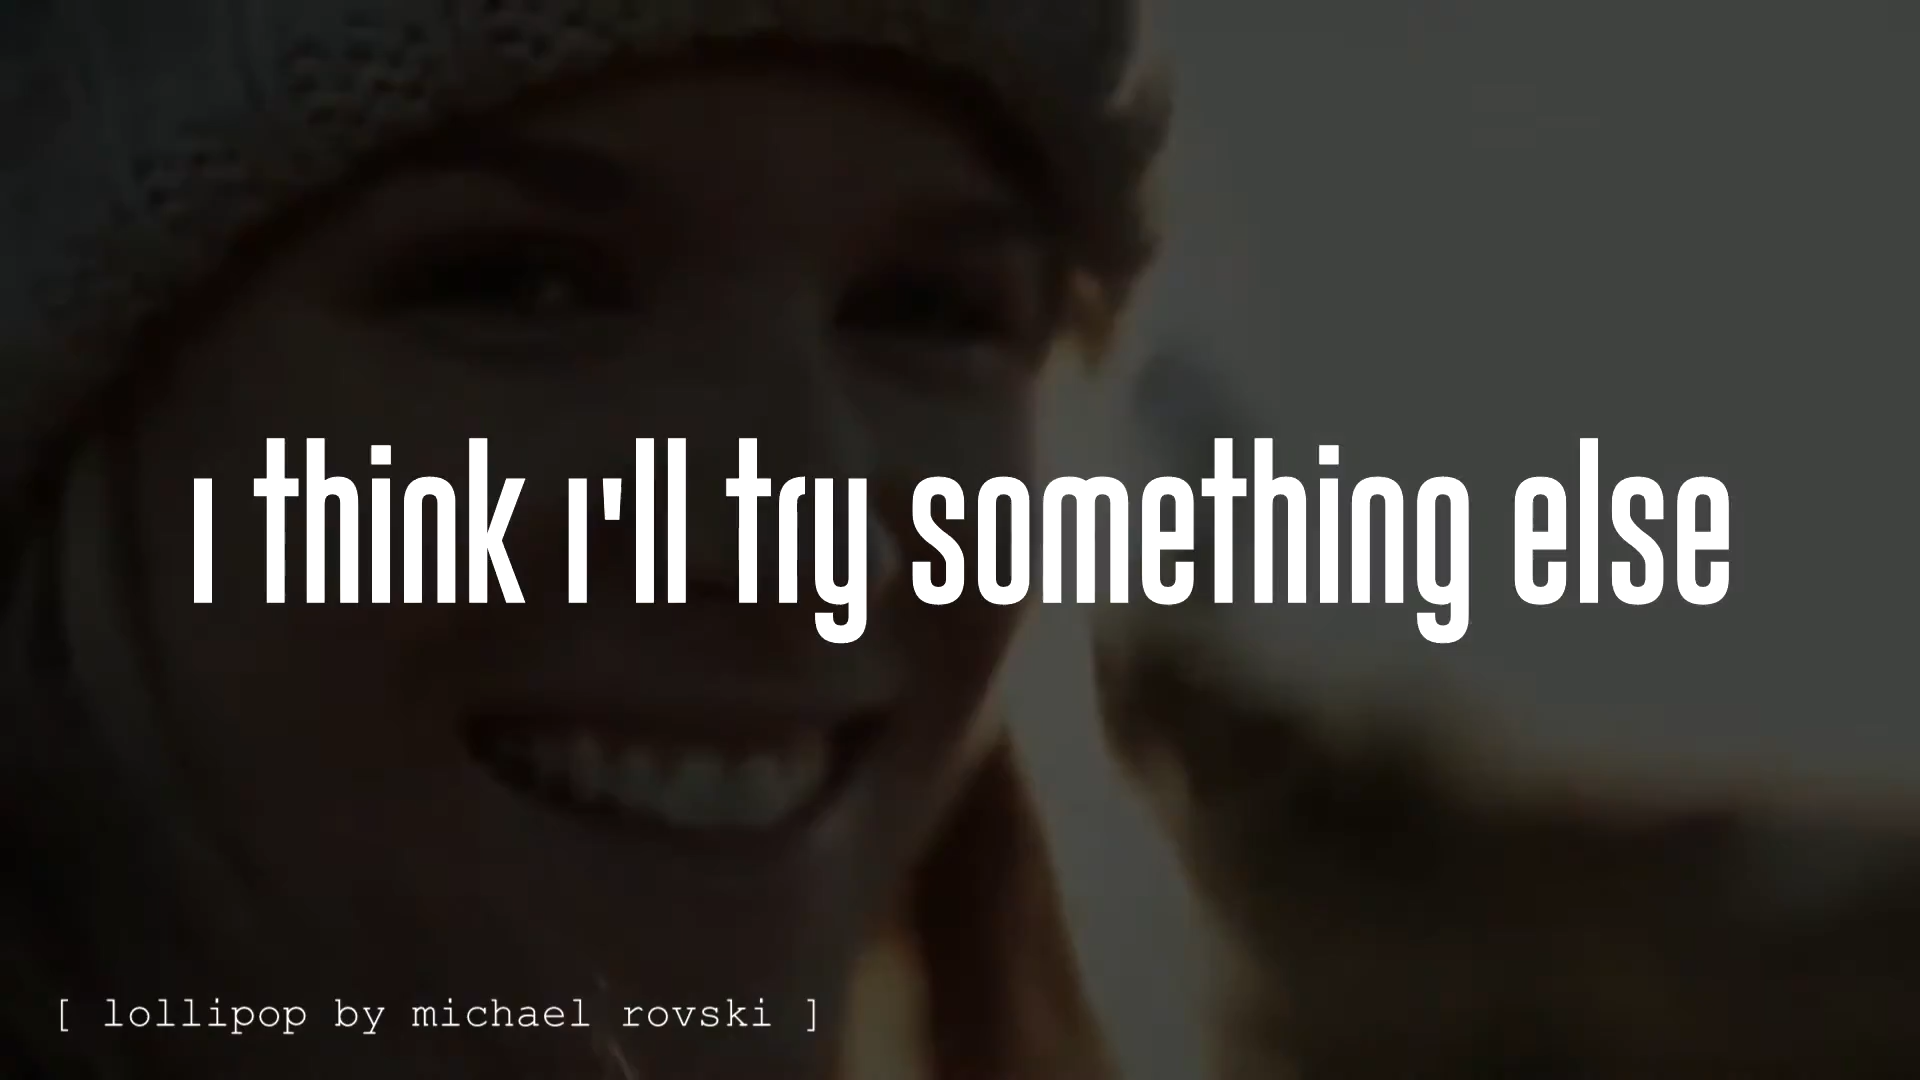 ı think ı'll try something else
[ lollipop by michael rovski ]